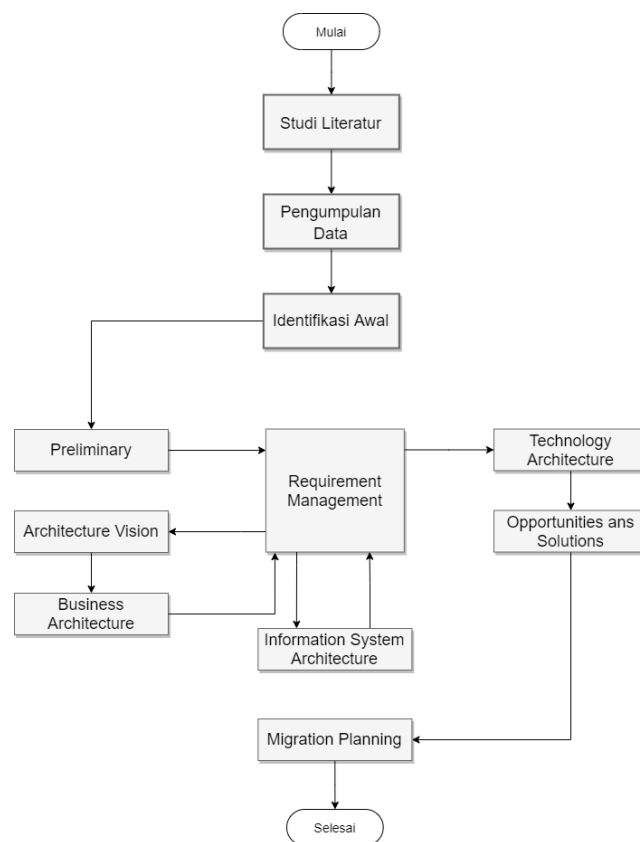 Mulai
Studi Literatur
Pengumpulan
Data
Identifikasi Awal
Preliminary
Requirement
Management
Technology
Architecture
Architecture Vision
Opportunities ans
Solutions
Business
Architecture
Information System
Architecture
Migration Planning
Selesai